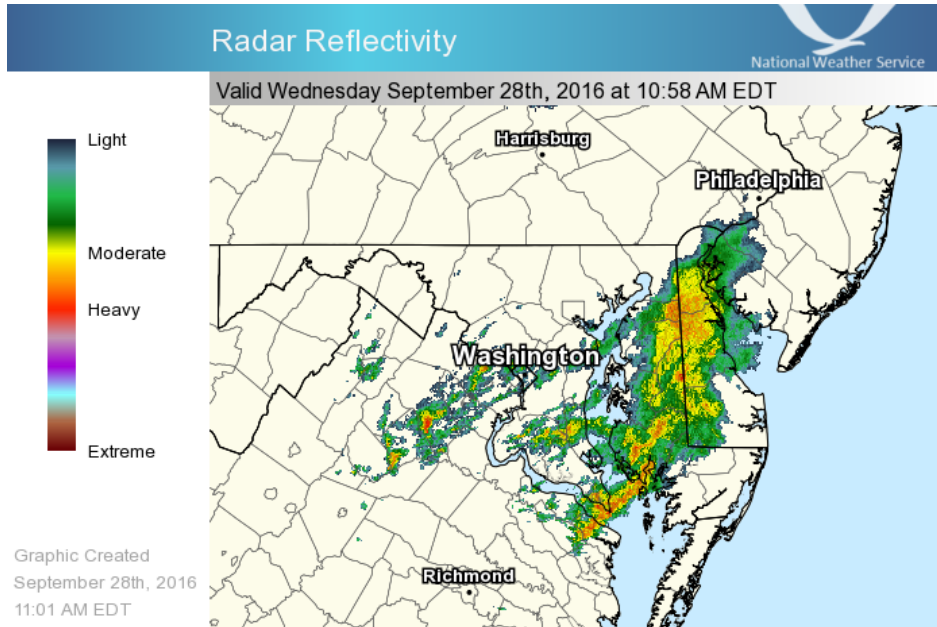 Radar Reflectivity
National Weather Service
Valid Wednesday September 28th, 2016 at 10:58 AM EDT
Light
Moderate
Heavy
Extreme
Harrisburg
Philadelphia
Washington
Richmond
Graphic Created
September 28th, 2016
11:01 AM EDT